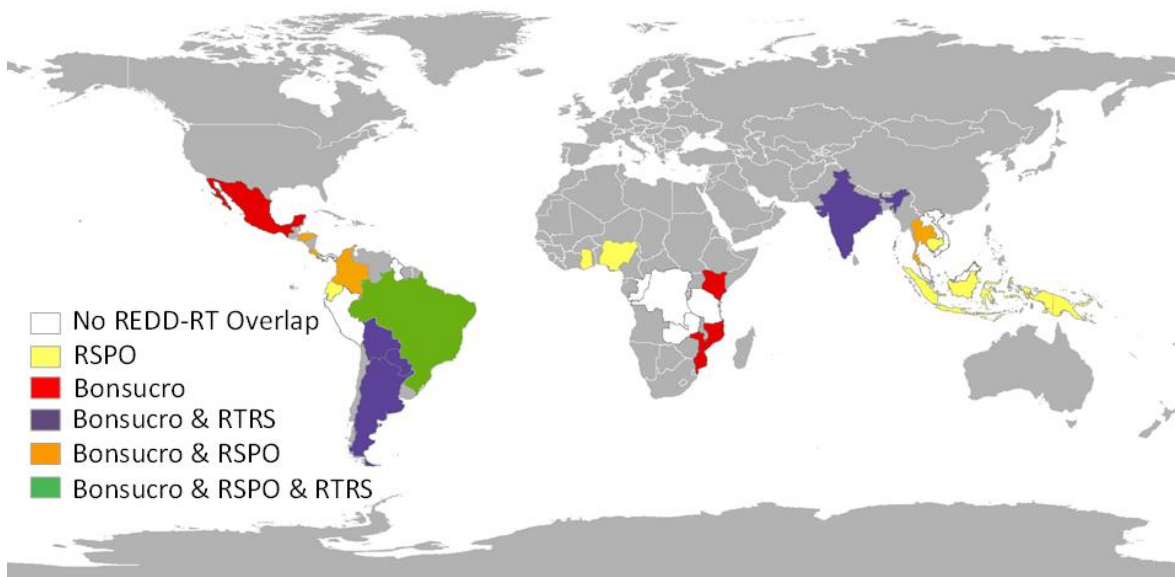 No REDD-RT Overlap
RSPO
Bonsucro
Bonsucro & RTRS
Bonsucro & RSPO
Bonsucro & RSPO & RTRS